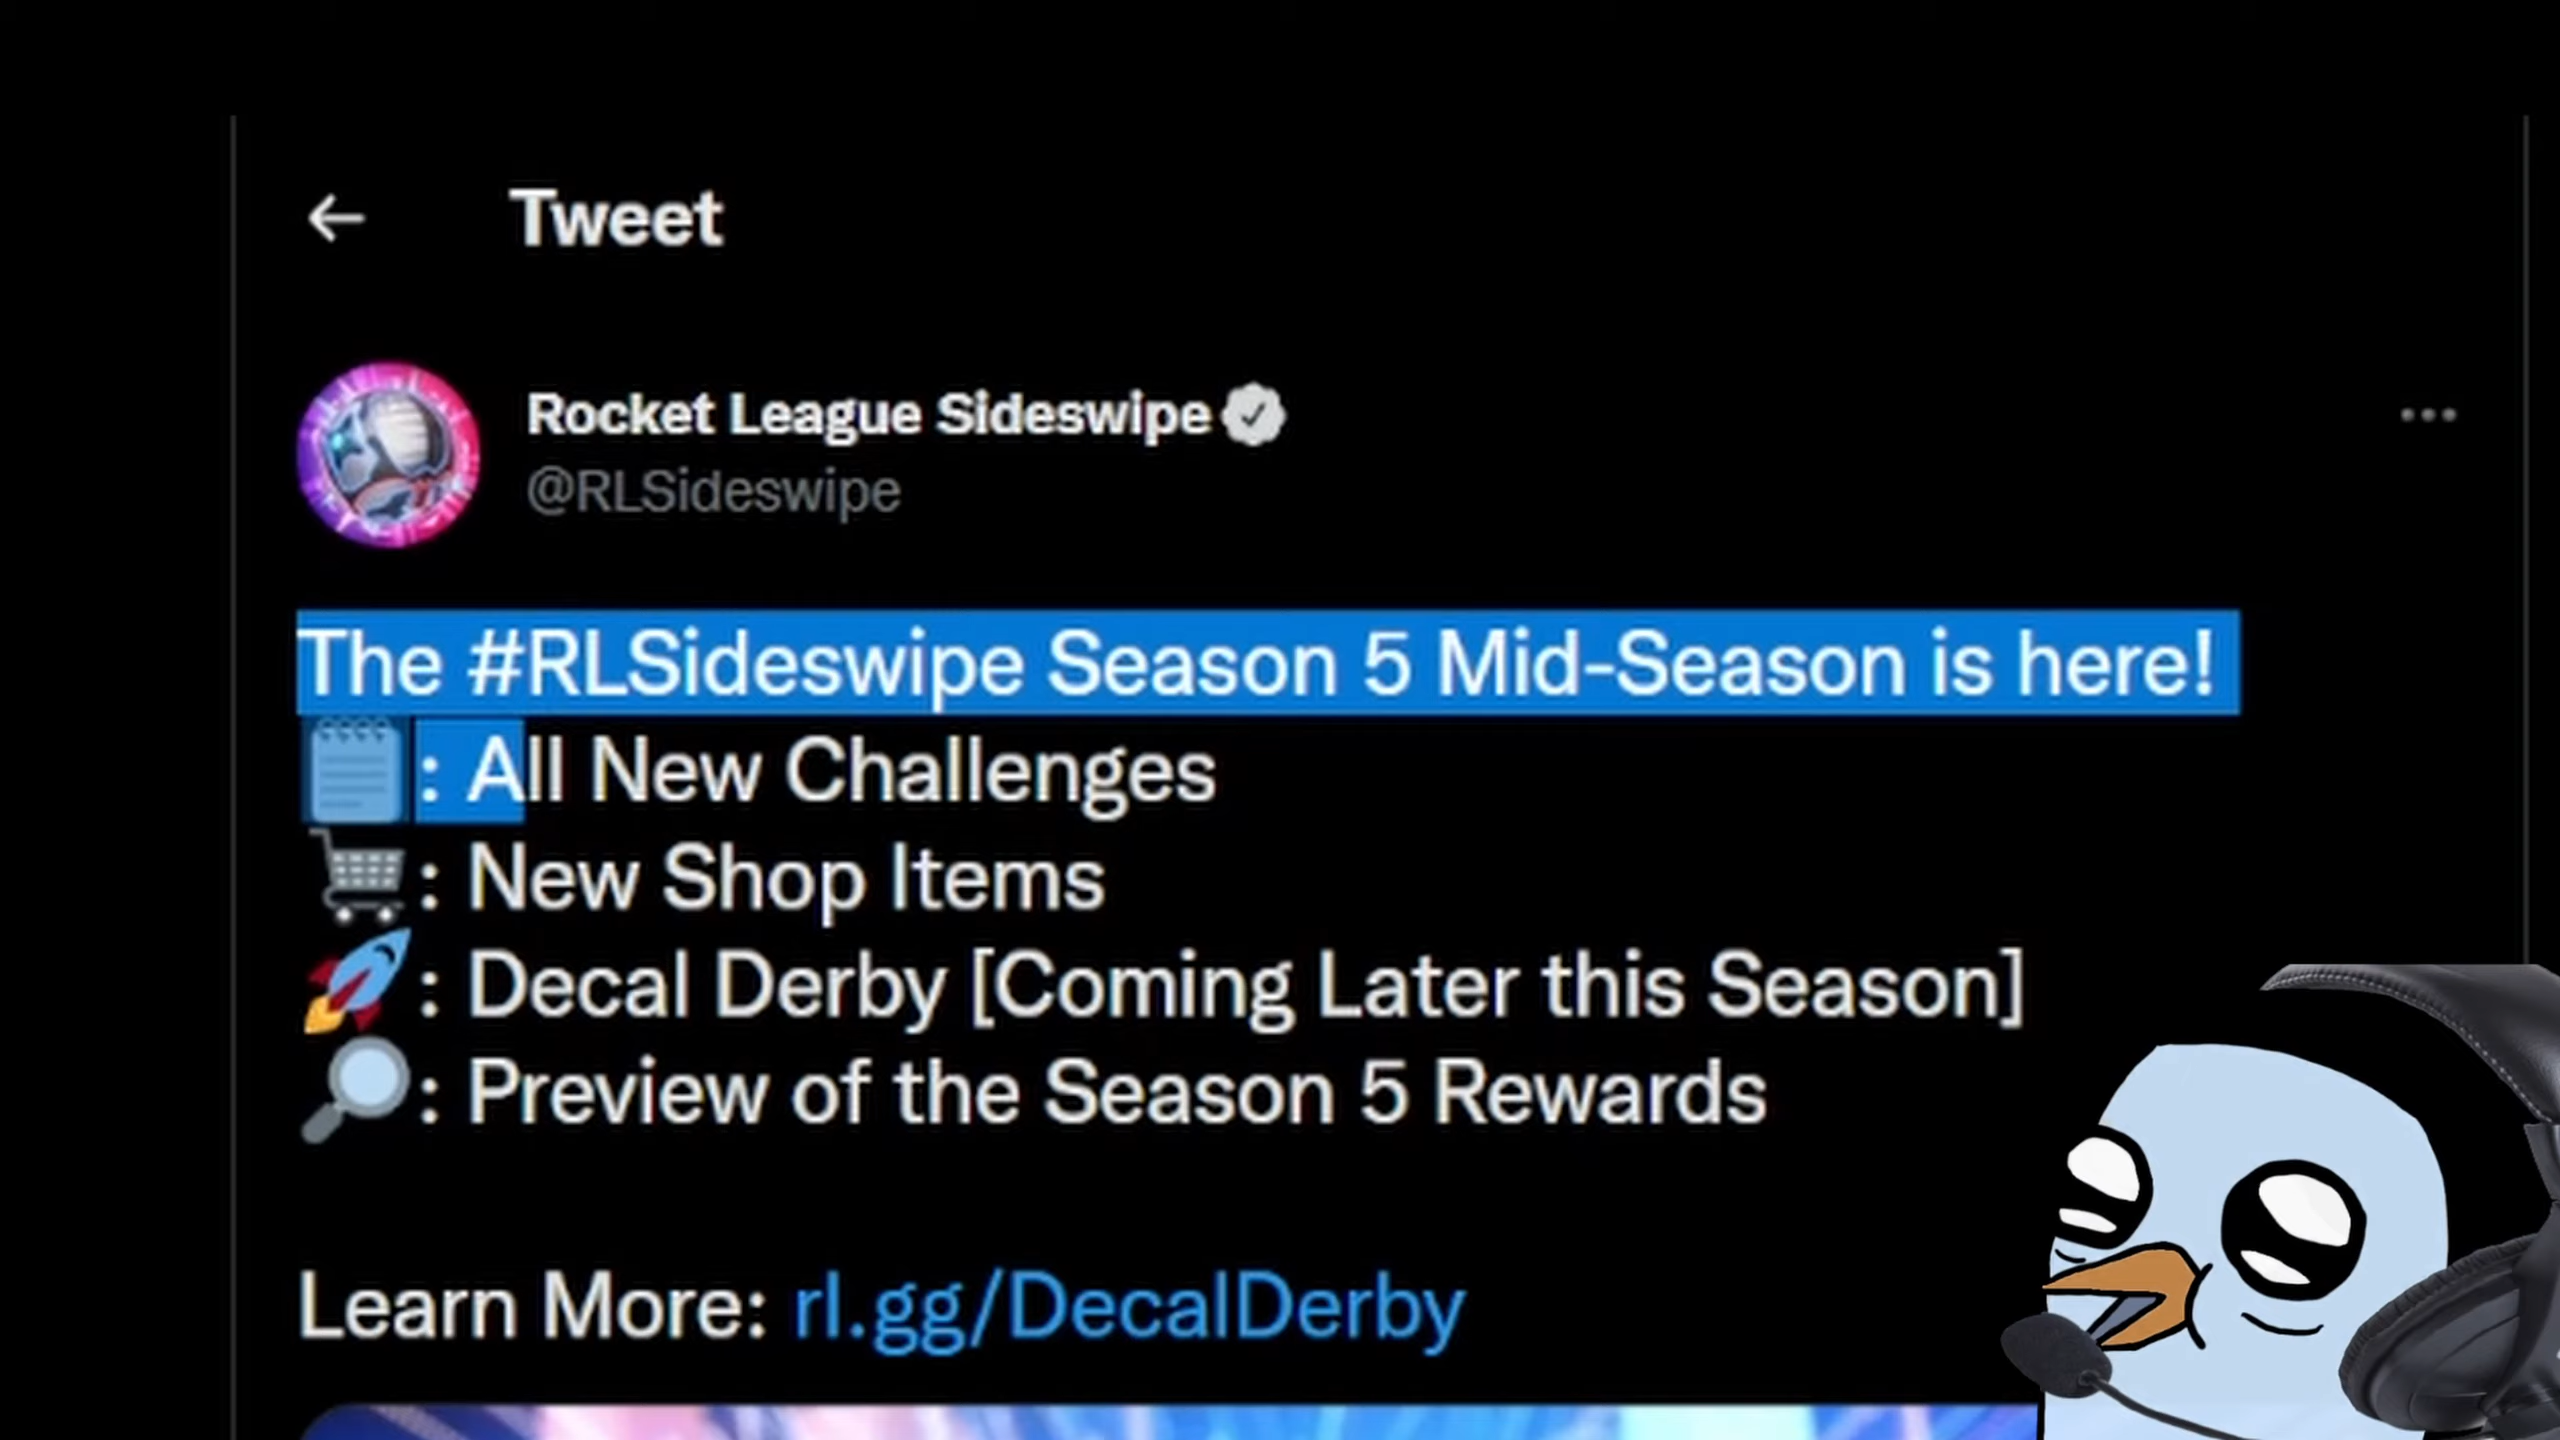 Tweet
Rocket League Sideswipe
@RLSideswipe
The #RLSideswipe Season 5 Mid-Season is here!
🗒️: All New Challenges
🛒: New Shop Items
🚀: Decal Derby [Coming Later this Season]
🔎: Preview of the Season 5 Rewards
Learn More: rl.gg/DecalDerby